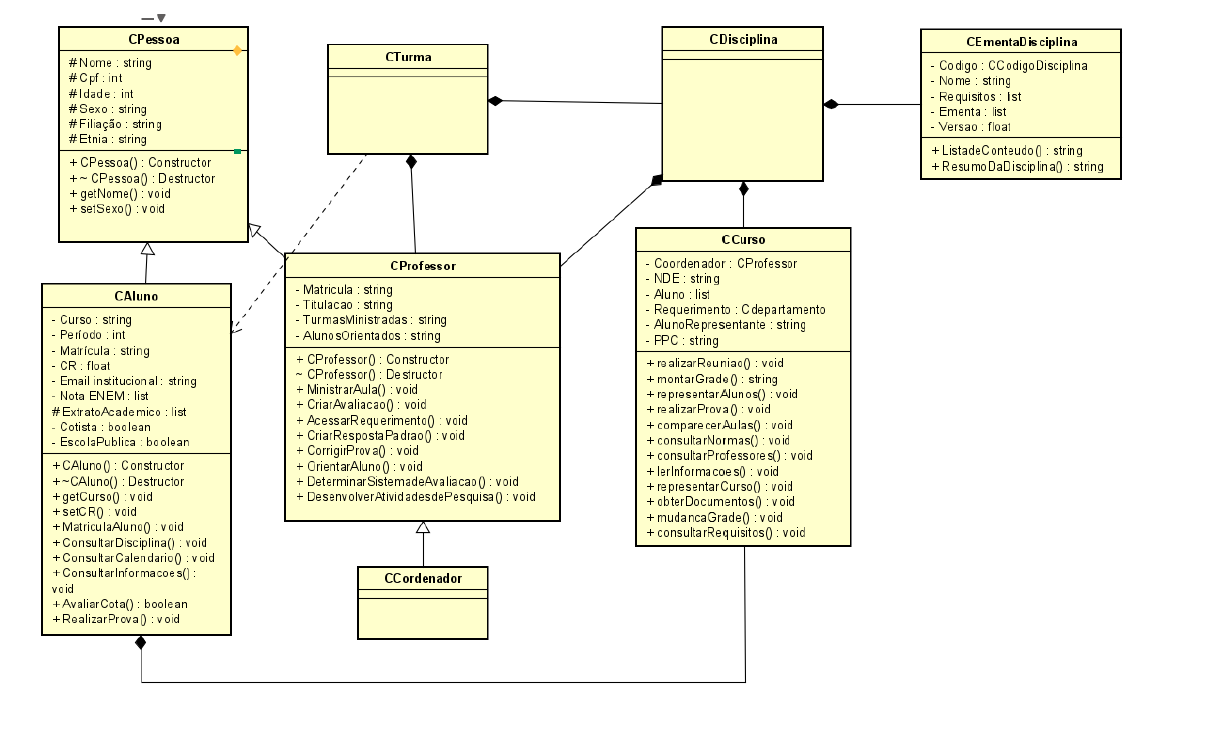 CPessoa
# Nome : string
# Cpf : int
# Idade : int
# Sexo : string
# Filiação : string
# Etnia : string
+ CPessoa() : Constructor
+ ~ CPessoa() : Destructor
+ getNome() : void
+ setSexo() : void
CTurma
CDisciplina
CEmentaDisciplina
- Codigo : CCodigoDisciplina
- Nome : string
- Requisitos : list
- Ementa : list
- Versao : float
+ ListadeConteudo() : string
+ ResumoDaDisciplina() : string
CAluno
- Curso : string
- Período : int
- Matrícula : string
- CR : float
- Email institucional : string
- Nota ENEM : list
# ExtratoAcademico : list
- Cotista : boolean
- EscolaPublica : boolean
+ CAluno() : Constructor
+ ~CAluno() : Destructor
+ getCurso() : void
+ setCR() : void
+ MatriculaAluno() : void
+ ConsultarDisciplina() : void
+ ConsultarCalendario() : void
+ ConsultarInformacoes() :
void
+ AvaliarCota() : boolean
+ RealizarProva() : void
CProfessor
- Matricula : string
- Titulacao : string
- TurmasMinistradas : string
- AlunosOrientados : string
+ CProfessor() : Constructor
~ CProfessor() : Destructor
+ MinistrarAula() : void
+ CriarAvaliacao() : void
+ AcessarRequerimento() : void
+ CriarRespostaPadrao() : void
+ CorrigirProva() : void
+ OrientarAluno() : void
+ DeterminarSistemadeAvaliacao() : void
+ DesenvolverAtividadesdePesquisa() : void
CCurso
- Coordenador : CProfessor
- NDE : string
- Aluno : list
- Requerimento : Cdepartamento
- AlunoRepresentante : string
- PPC : string
+ realizarReuniao() : void
+ montarGrade() : string
+ representarAlunos() : void
+ realizarProva() : void
+ comparecerAulas() : void
+ consultarNormas() : void
+ consultarProfessores() : void
+ lerInformacoes() : void
+ representarCurso() : void
+ obterDocumentos() : void
+ mudancaGrade() : void
+ consultarRequisitos() : void
CCordenador